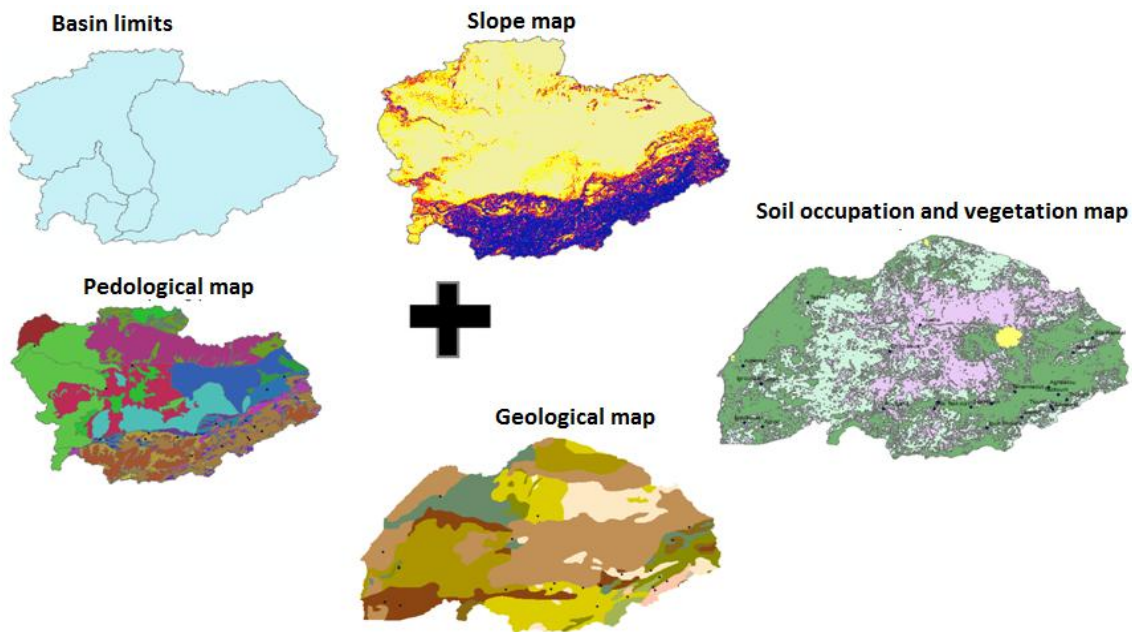 Basin limits
Slope map
Soil occupation and vegetation map
Pedological map
Geological map